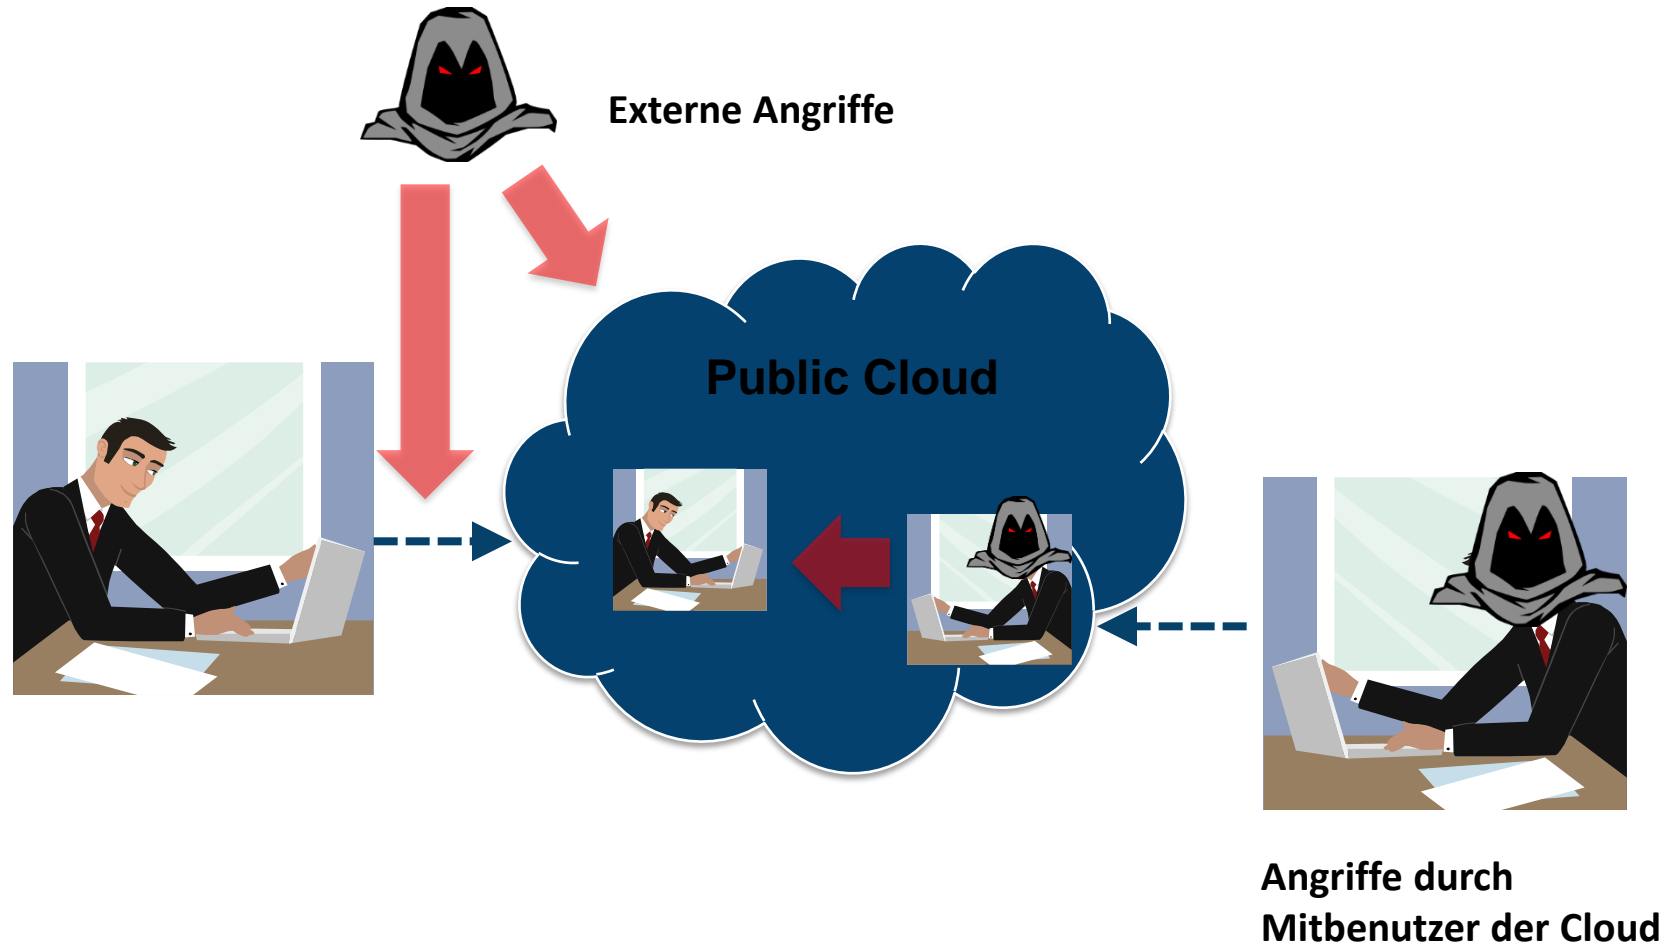 Externe Angriffe
Public Cloud
Angriffe durch
Mitbenutzer der Cloud